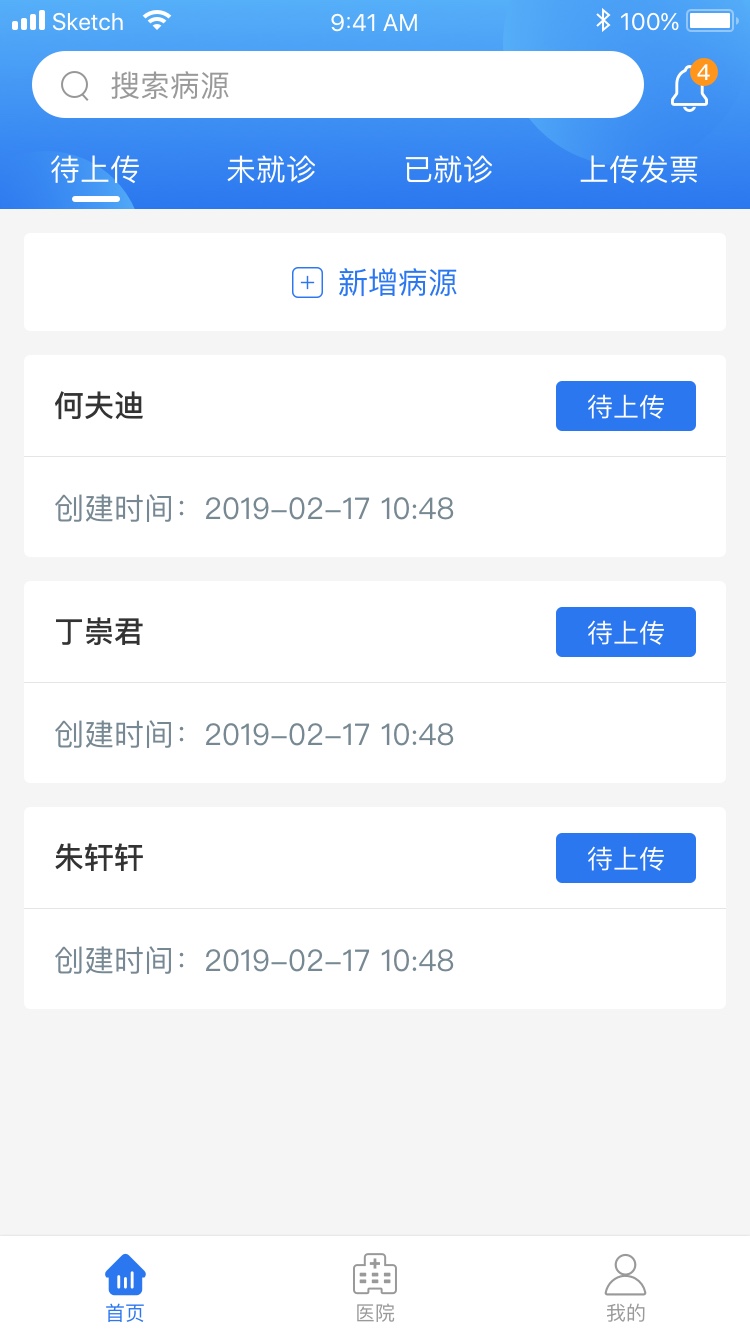 Sketch 9:41 AM 100%
搜索病源 4
待上传 未就诊 已就诊 上传发票
新增病源
何夫迪 待上传
创建时间：2019-02-17 10:48
丁崇君 待上传
创建时间：2019-02-17 10:48
朱轩轩 待上传
创建时间：2019-02-17 10:48
首页 医院 我的